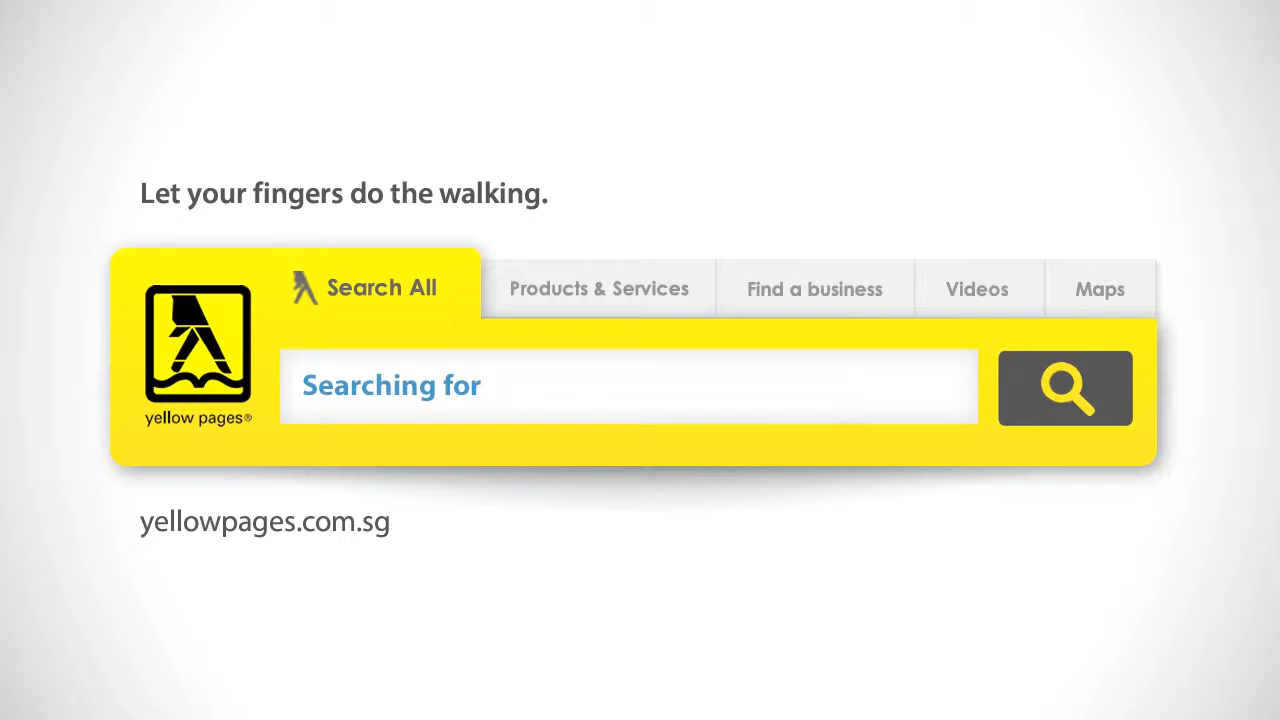 Let your fingers do the walking.
Search All
Products & Services
Find a business
Videos
Maps
Searching for
yellow pages®
yellowpages.com.sg